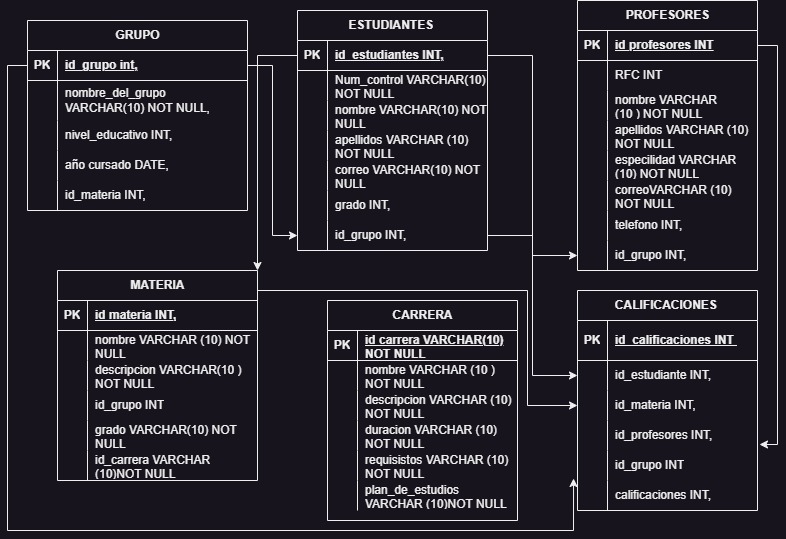 GRUPO
PK
id_grupo int,
nombre_del_grupo
VARCHAR(10) NOT NULL,
nivel_educativo INT,
año cursado DATE,
id_materia INT,
ESTUDIANTES
PK
id_estudiantes INT,
Num_control VARCHAR(10)
NOT NULL
nombre VARCHAR(10) NOT
NULL
apellidos VARCHAR (10)
NOT NULL
correo VARCHAR(10) NOT
NULL
grado INT,
id_grupo INT,
PROFESORES
PK
id profesores INT
RFC INT
nombre VARCHAR
(10 ) NOT NULL
apellidos VARCHAR (10)
NOT NULL
especilidad VARCHAR
(10) NOT NULL
correoVARCHAR (10)
NOT NULL
telefono INT,
id_grupo INT,
MATERIA
PK
id materia INT,
nombre VARCHAR (10) NOT
NULL
descripcion VARCHAR(10 )
NOT NULL
id_grupo INT
grado VARCHAR(10) NOT
NULL
id_carrera VARCHAR
(10)NOT NULL
CARRERA
PK
id carrera VARCHAR(10)
NOT NULL
nombre VARCHAR (10 )
NOT NULL
descripcion VARCHAR (10)
NOT NULL
duracion VARCHAR (10)
NOT NULL
requisistos VARCHAR (10)
NOT NULL
plan_de_estudios
VARCHAR (10)NOT NULL
CALIFICACIONES
PK
id_calificaciones INT
id_estudiante INT,
id_materia INT,
id_profesores INT,
id_grupo INT
calificaciones INT,